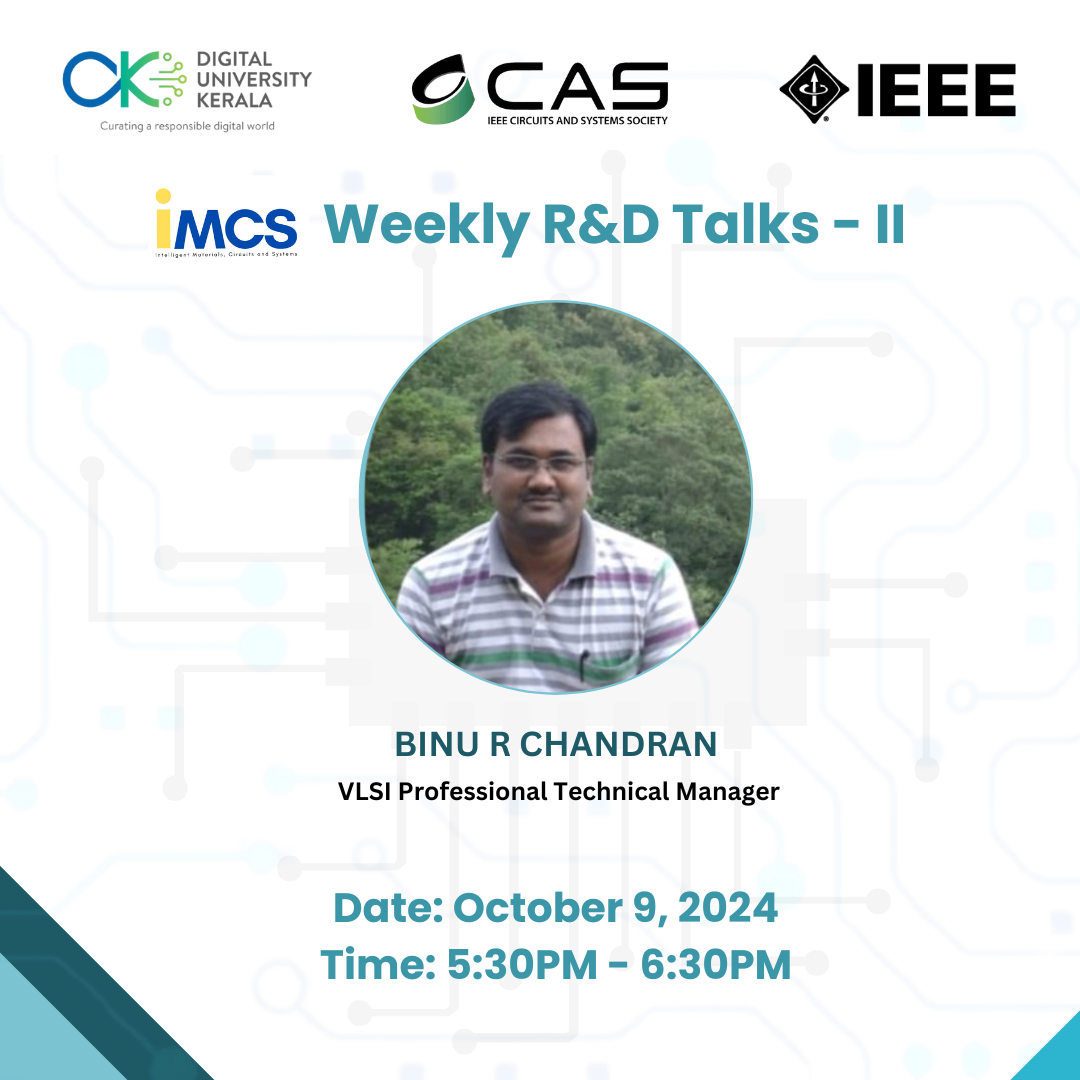 DIGITAL
UNIVERSITY
KERALA
Curating a responsible digital world
CAS
IEEE CIRCUITS AND SYSTEMS SOCIETY
IEEE
iMCS
Intelligent Materials, Circuits and Systems
Weekly R&D Talks - II
BINU R CHANDRAN
VLSI Professional Technical Manager
Date: October 9, 2024
Time: 5:30PM - 6:30PM